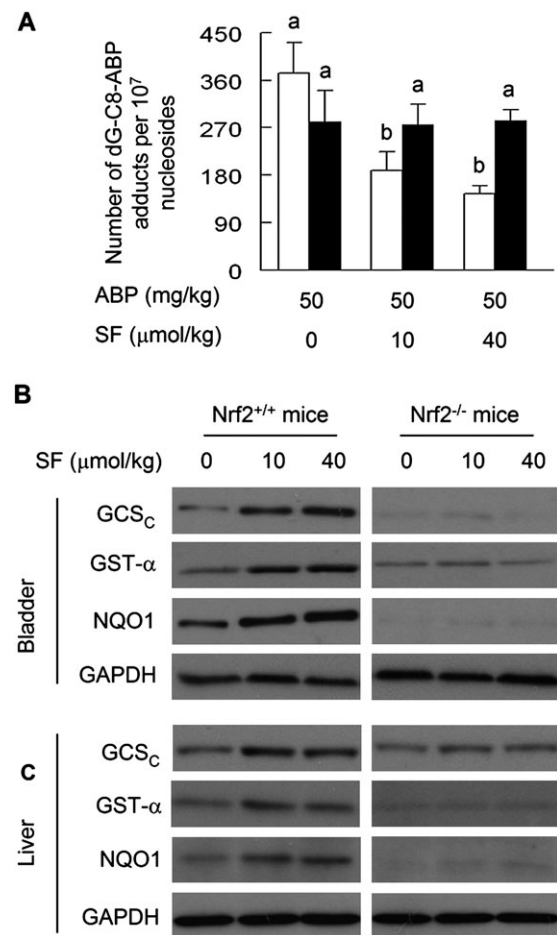 A
Number of dG-C8-ABP
adducts per 10⁷
nucleosides
450
360
270
180
90
0
a
a
b
a
b
a
ABP (mg/kg) 50 50 50
SF (μmol/kg) 0 10 40
B
Nrf2⁺/⁺ mice Nrf2⁻/⁻ mice
SF (μmol/kg) 0 10 40 0 10 40
Bladder
GCSC
GST-α
NQO1
GAPDH
C
Liver
GCSC
GST-α
NQO1
GAPDH